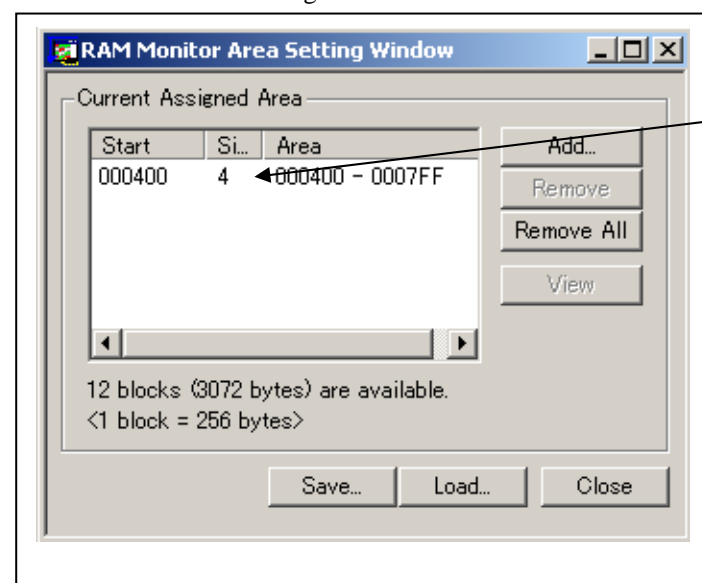 RAM Monitor Area Setting Window
Current Assigned Area
Start Si... Area
000400 4 000400 - 0007FF
Add...
Remove
Remove All
View
12 blocks (3072 bytes) are available.
<1 block = 256 bytes>
Save... Load... Close